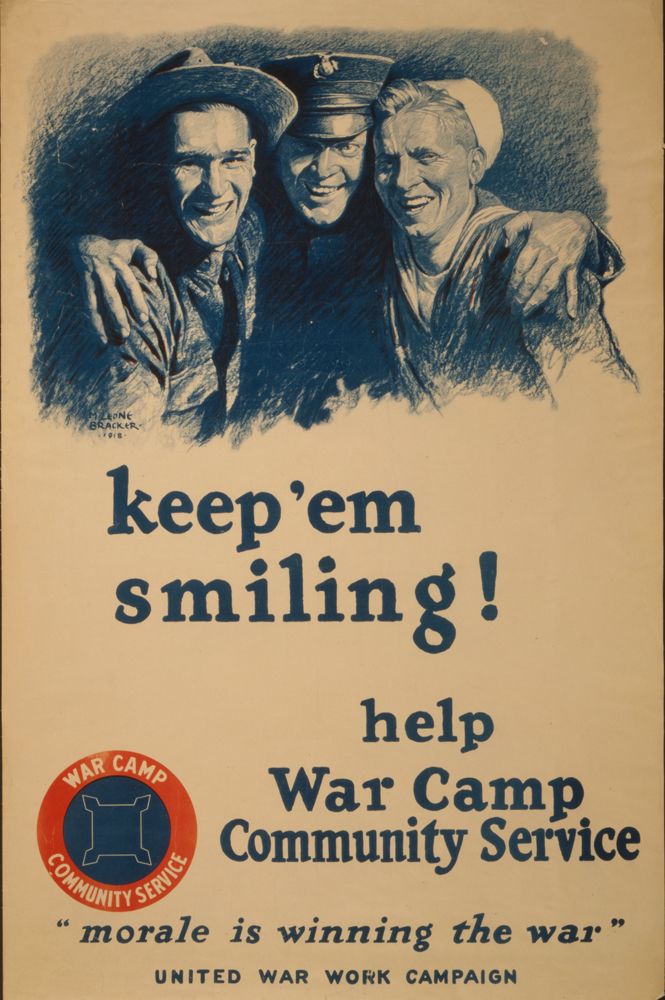 M. LEONE
BRACKER.
·1918·
keep 'em
smiling!
help
War Camp
Community Service
WAR CAMP
COMMUNITY SERVICE
"morale is winning the war"
UNITED WAR WORK CAMPAIGN